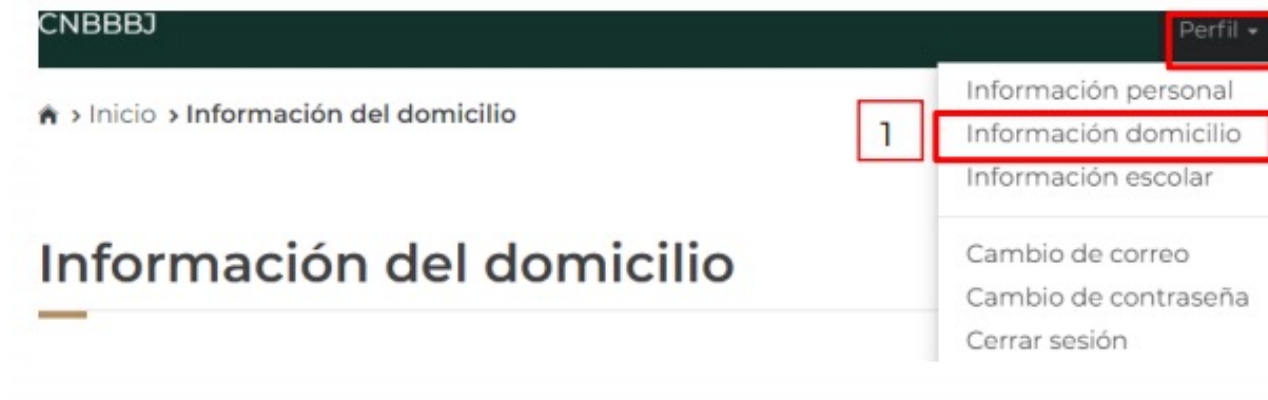 CNBBBJ
Perfil
> Inicio > Información del domicilio
1
Información personal
Información domicilio
Información escolar
Cambio de correo
Cambio de contraseña
Cerrar sesión
Información del domicilio